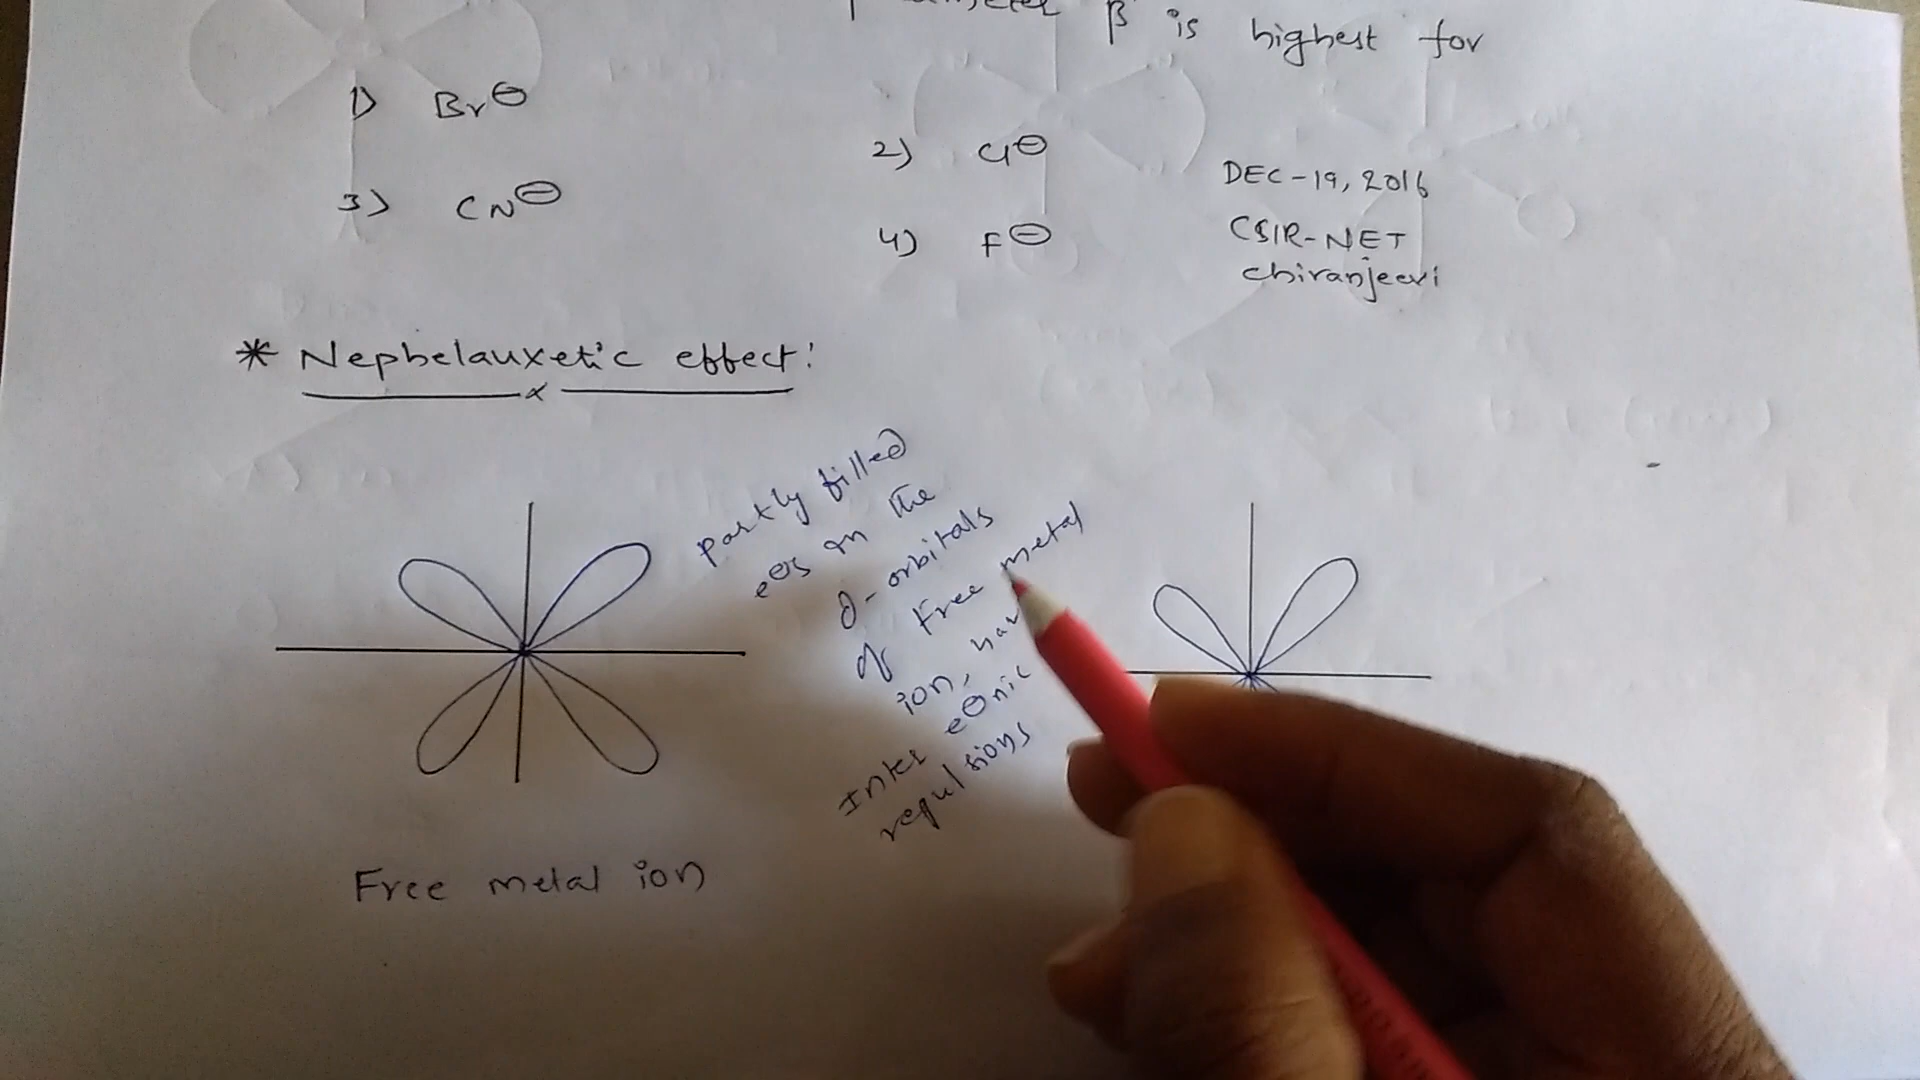 β is highest for
1) Br⊖
2) Cl⊖
3) CN⊖
4) F⊖
DEC-19, 2016
CSIR-NET
chiranjeevi
* Nephelauxetic effect:
partly filled
e⊖s in the
d-orbitals
of Free metal
ion,
Inter e⊖nic
repulsions
Free metal ion